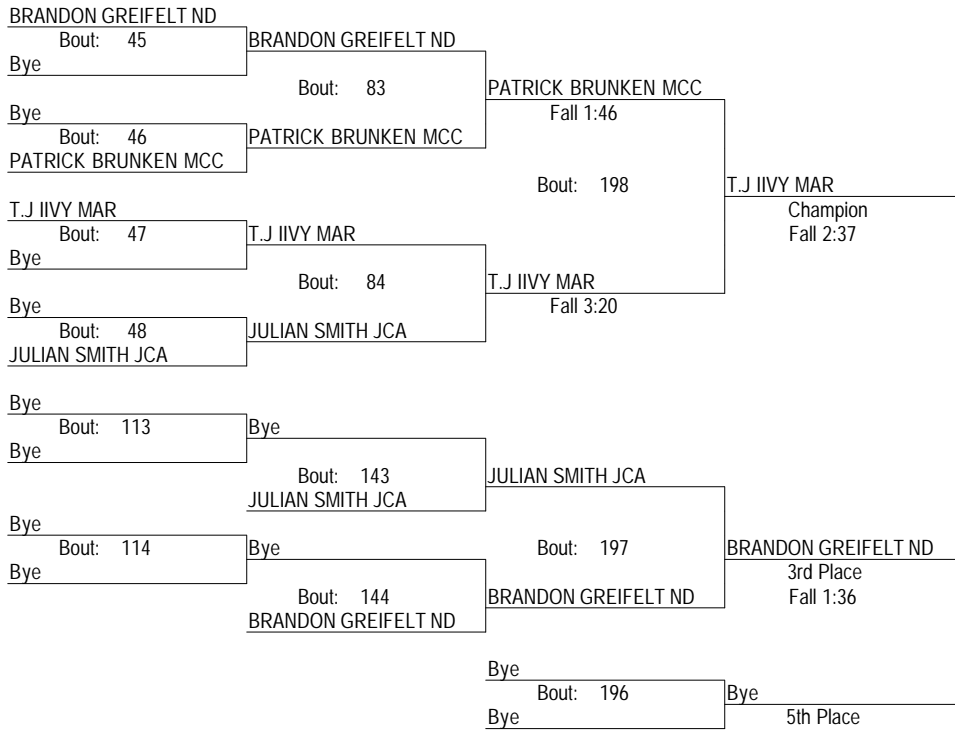 BRANDON GREIFELT ND
Bout: 45
Bye
BRANDON GREIFELT ND
Bout: 83
Bye
Bout: 46
PATRICK BRUNKEN MCC
PATRICK BRUNKEN MCC
PATRICK BRUNKEN MCC
Fall 1:46
Bout: 198
T.J IIVY MAR
Bout: 47
Bye
T.J IIVY MAR
Bout: 84
Bye
Bout: 48
JULIAN SMITH JCA
JULIAN SMITH JCA
T.J IIVY MAR
Fall 3:20
T.J IIVY MAR
Champion
Fall 2:37
Bye
Bout: 113
Bye
Bye
Bout: 143
JULIAN SMITH JCA
JULIAN SMITH JCA
Bout: 197
Bye
Bout: 114
Bye
Bye
Bout: 144
BRANDON GREIFELT ND
BRANDON GREIFELT ND
BRANDON GREIFELT ND
3rd Place
Fall 1:36
Bye
Bout: 196
Bye
Bye
5th Place